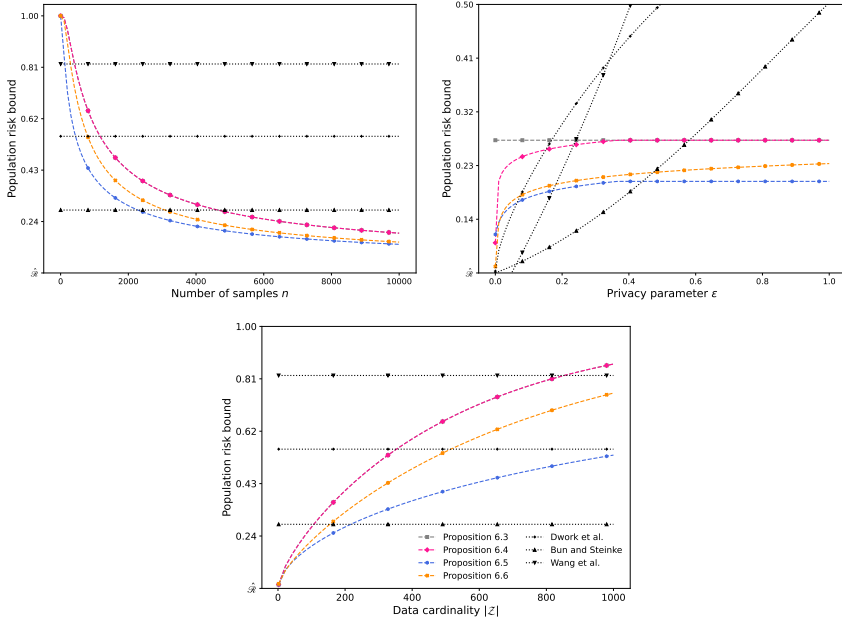 1.00
0.81
0.62
0.43
0.24
ℛ̂
Population risk bound
0
2000
4000
6000
8000
10000
Number of samples n
0.50
0.41
0.32
0.23
0.14
ℛ̂
Population risk bound
0.0
0.2
0.4
0.6
0.8
1.0
Privacy parameter ε
1.00
0.81
0.62
0.43
0.24
ℛ̂
Population risk bound
Proposition 6.3
Proposition 6.4
Proposition 6.5
Proposition 6.6
Dwork et al.
Bun and Steinke
Wang et al.
0
200
400
600
800
1000
Data cardinality |𝒵|